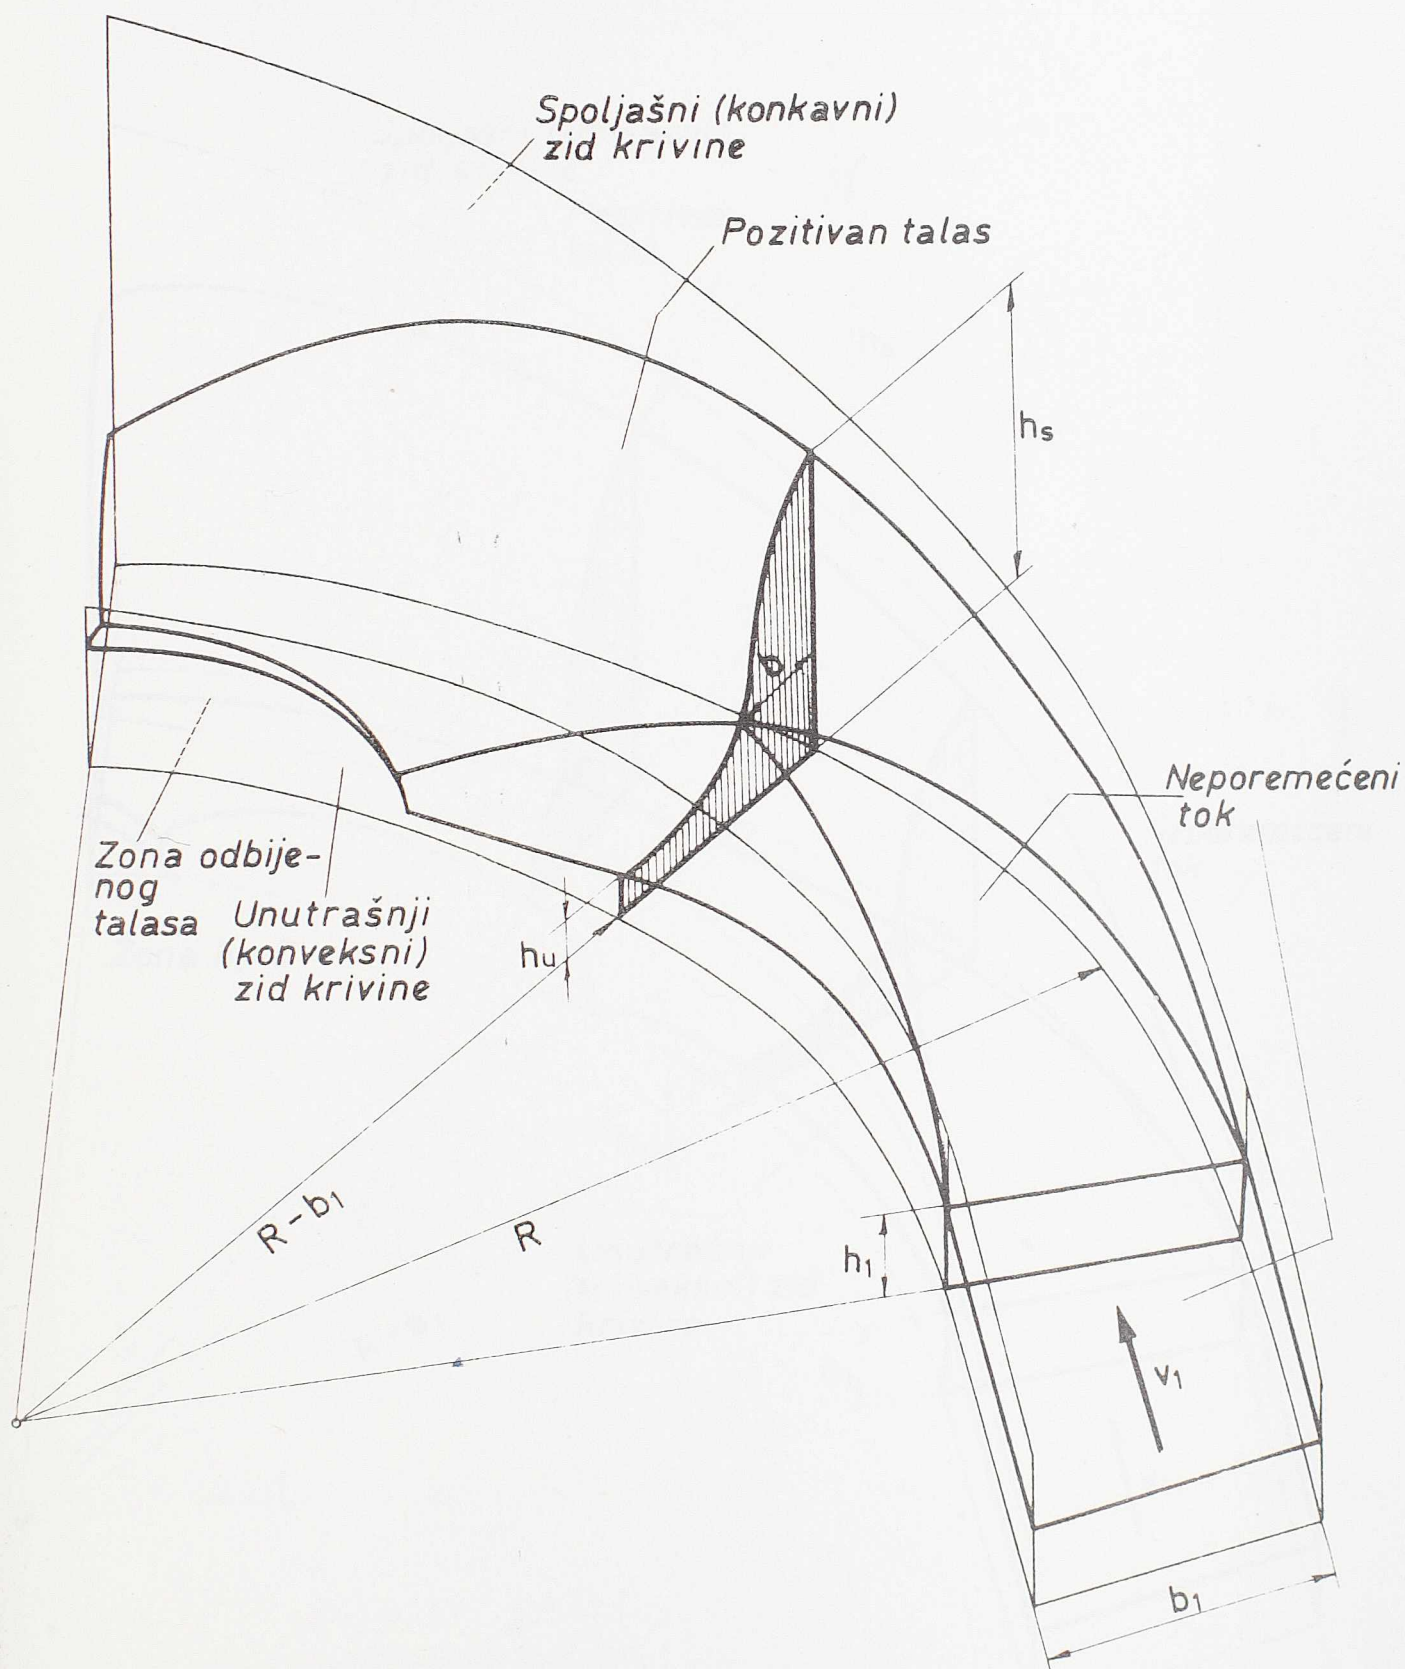 Spoljašni (konkavni)
zid krivine
Pozitivan talas
hs
Neporemećeni
tok
Zona odbije-
nog
talasa
Unutrašnji
(konveksni)
zid krivine
hu
R-b1
R
h1
v1
b1